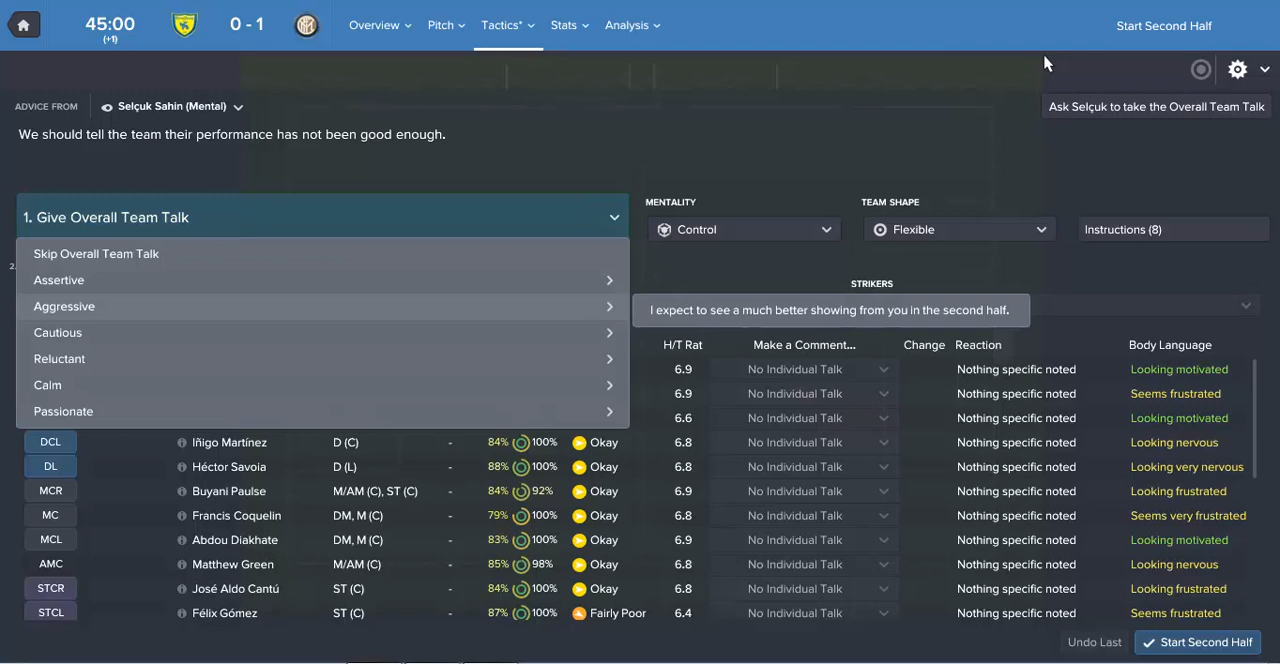 45:00
(+1)
0 - 1
Overview
Pitch
Tactics*
Stats
Analysis
Start Second Half
ADVICE FROM
Selçuk Sahin (Mental)
Ask Selçuk to take the Overall Team Talk
We should tell the team their performance has not been good enough.
1. Give Overall Team Talk
MENTALITY
TEAM SHAPE
Control
Flexible
Instructions (8)
2.
Skip Overall Team Talk
Assertive
Aggressive
Cautious
Reluctant
Calm
Passionate
STRIKERS
I expect to see a much better showing from you in the second half.
H/T Rat Make a Comment... Change Reaction Body Language
6.9 No Individual Talk Nothing specific noted Looking motivated
6.9 No Individual Talk Nothing specific noted Seems frustrated
6.6 No Individual Talk Nothing specific noted Looking motivated
DCL Iñigo Martínez D (C) - 84% 100% Okay 6.8 No Individual Talk Nothing specific noted Looking nervous
DL Héctor Savoia D (L) - 88% 100% Okay 6.8 No Individual Talk Nothing specific noted Looking very nervous
MCR Buyani Paulse M/AM (C), ST (C) - 84% 92% Okay 6.9 No Individual Talk Nothing specific noted Looking frustrated
MC Francis Coquelin DM, M (C) - 79% 100% Okay 6.8 No Individual Talk Nothing specific noted Seems very frustrated
MCL Abdou Diakhate DM, M (C) - 83% 100% Okay 6.9 No Individual Talk Nothing specific noted Looking motivated
AMC Matthew Green M/AM (C) - 85% 98% Okay 6.8 No Individual Talk Nothing specific noted Looking nervous
STCR José Aldo Cantú ST (C) - 84% 100% Okay 6.8 No Individual Talk Nothing specific noted Looking frustrated
STCL Félix Gómez ST (C) - 87% 100% Fairly Poor 6.4 No Individual Talk Nothing specific noted Seems frustrated
Undo Last
Start Second Half